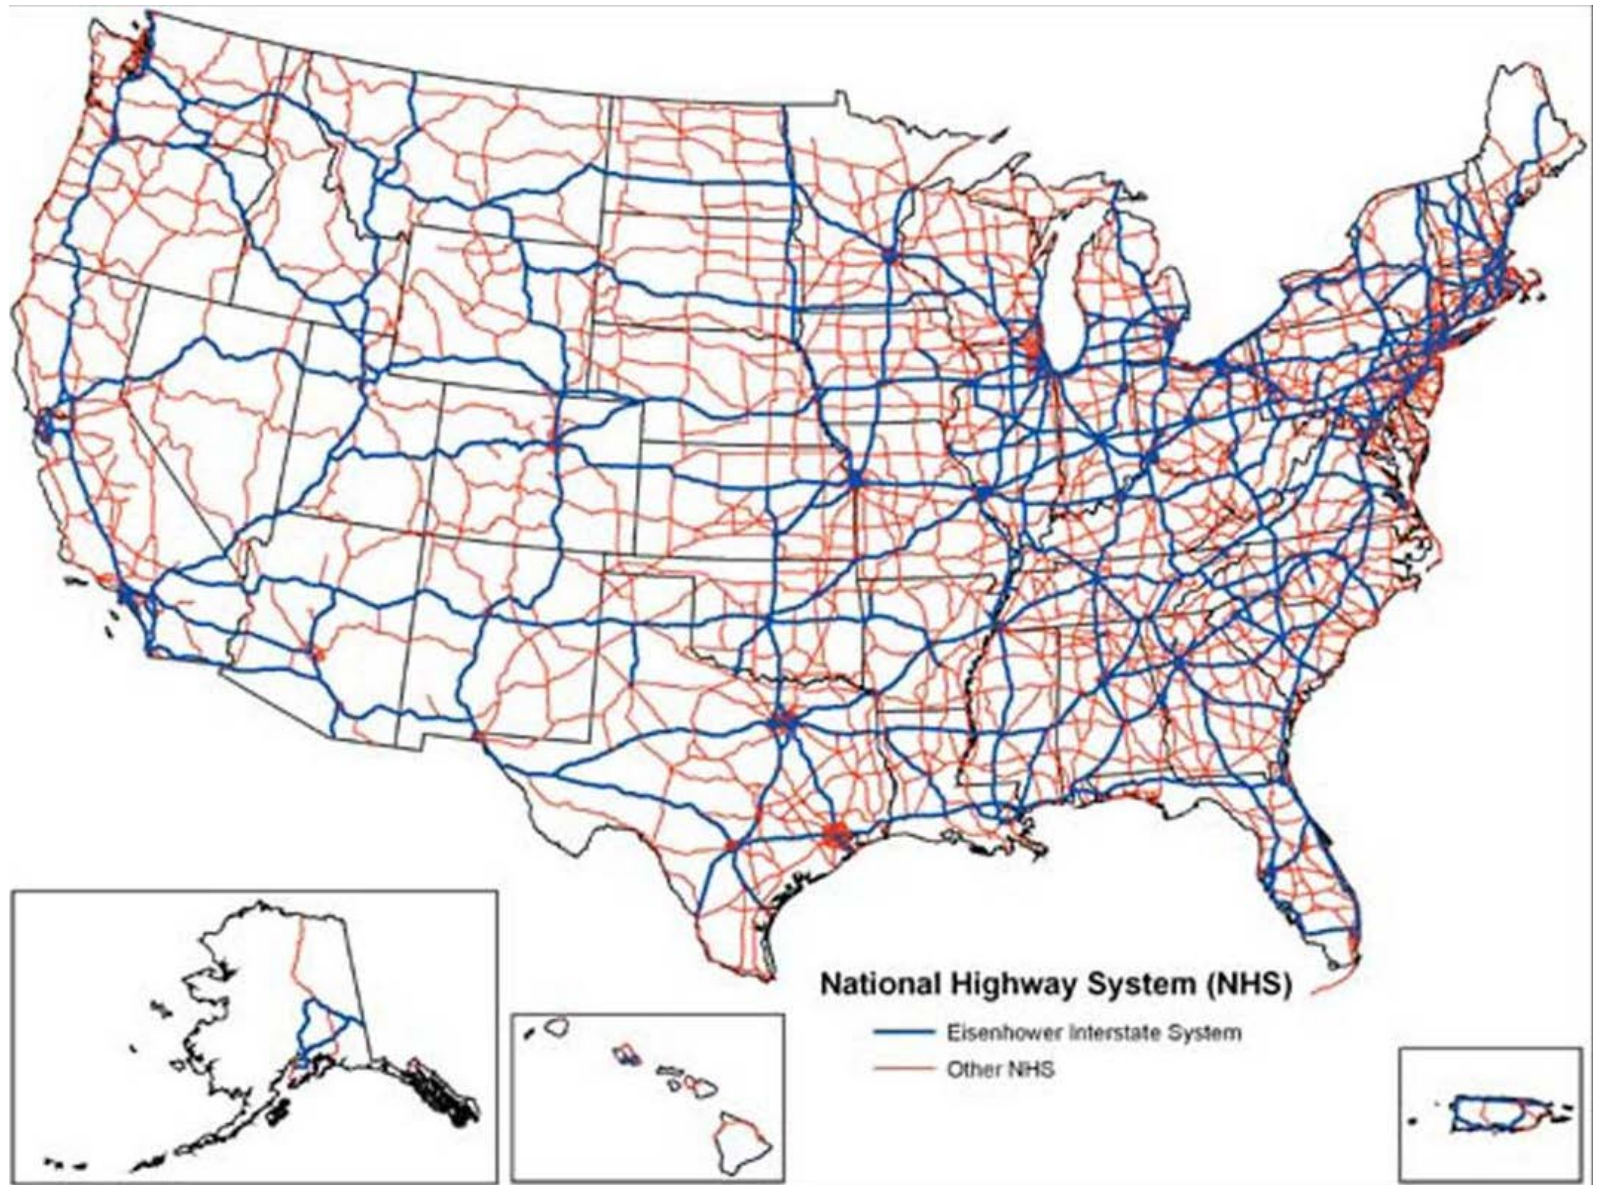 National Highway System (NHS)
Eisenhower Interstate System
Other NHS